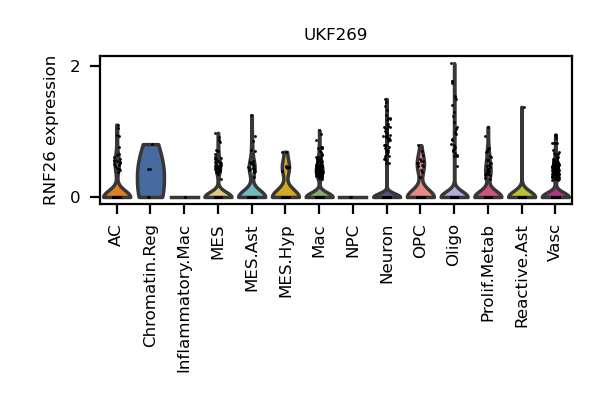 UKF269
RNF26 expression
2
0
AC
Chromatin.Reg
Inflammatory.Mac
MES
MES.Ast
MES.Hyp
Mac
NPC
Neuron
OPC
Oligo
Prolif.Metab
Reactive.Ast
Vasc